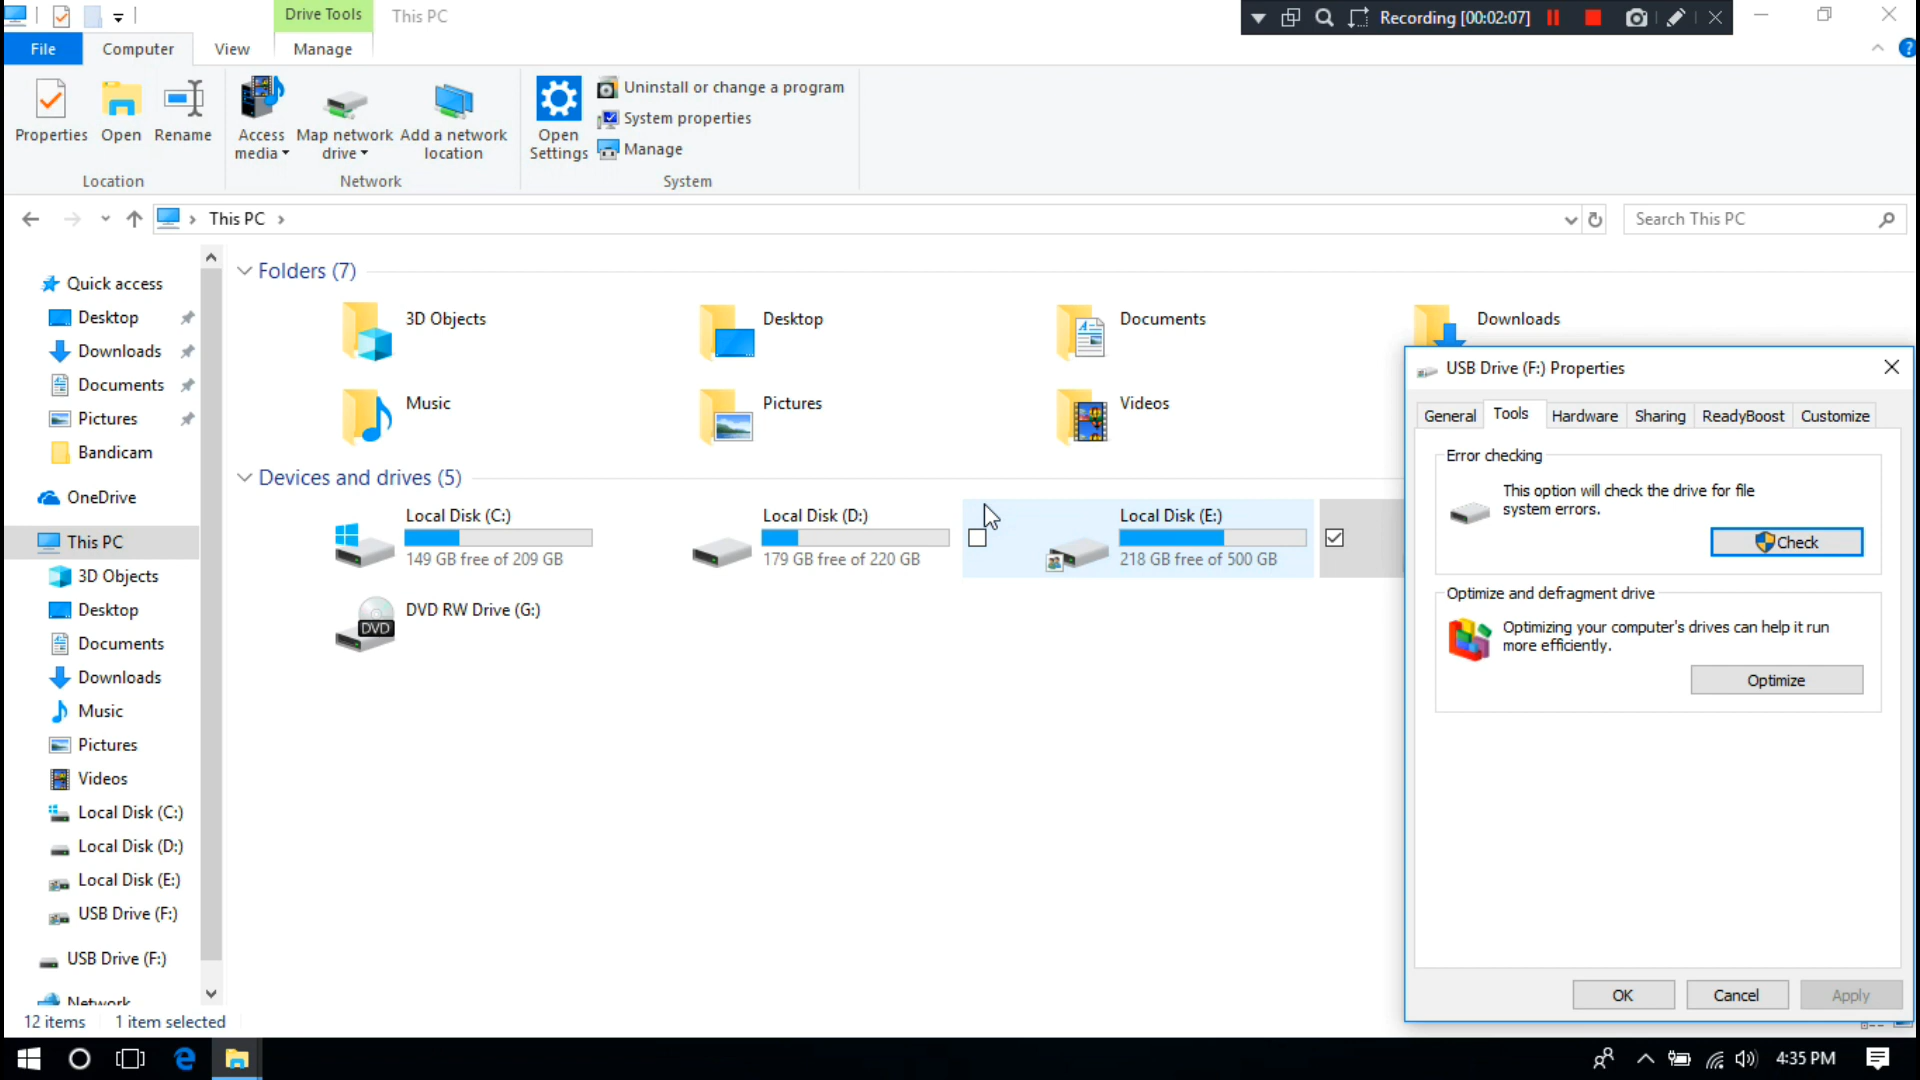 Drive Tools
This PC
Recording [00:02:07]
File
Computer
View
Manage
Properties
Open
Rename
Access media
Map network drive
Add a network location
Open Settings
Uninstall or change a program
System properties
Manage
Location
Network
System
This PC
Search This PC
Quick access
Desktop
Downloads
Documents
Pictures
Bandicam
OneDrive
This PC
3D Objects
Desktop
Documents
Downloads
Music
Pictures
Videos
Local Disk (C:)
Local Disk (D:)
Local Disk (E:)
USB Drive (F:)
USB Drive (F:)
Network
12 items
1 item selected
Folders (7)
3D Objects
Desktop
Documents
Downloads
Music
Pictures
Videos
Devices and drives (5)
Local Disk (C:)
149 GB free of 209 GB
Local Disk (D:)
179 GB free of 220 GB
Local Disk (E:)
218 GB free of 500 GB
DVD
DVD RW Drive (G:)
USB Drive (F:) Properties
General
Tools
Hardware
Sharing
ReadyBoost
Customize
Error checking
This option will check the drive for file
system errors.
Check
Optimize and defragment drive
Optimizing your computer's drives can help it run
more efficiently.
Optimize
OK
Cancel
Apply
4:35 PM